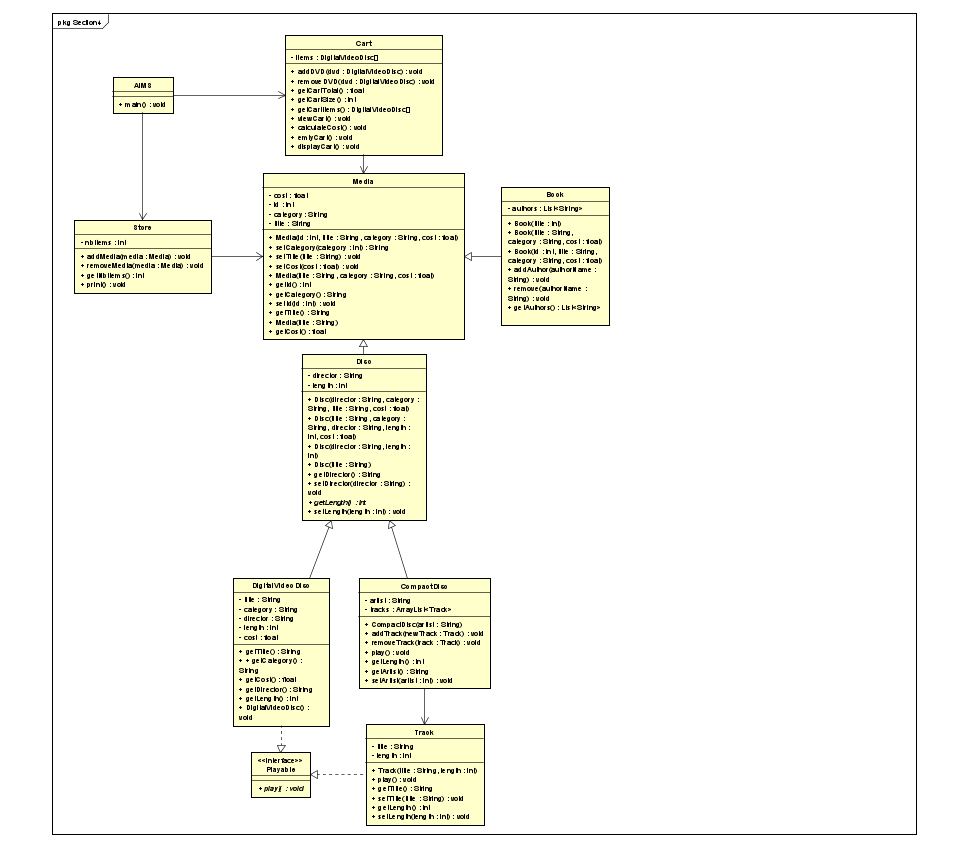 pkg Section4
Cart
- items : DigitalVideoDisc[]
+ addDVD(dvd : DigitalVideoDisc) : void
+ removeDVD(dvd : DigitalVideoDisc) : void
+ getCartTotal() : float
+ getCartSize() : int
+ getCartItems() : DigitalVideoDisc[]
+ viewCart() : void
+ calculateCost() : void
+ emtyCart() : void
+ displayCart() : void
AIMS
+ main() : void
Media
- cost : float
- id : int
- category : String
- title : String
+ Media(id : int, title : String, category : String, cost : float)
+ setCategory(category : int) : String
+ setTitle(title : String) : void
+ setCost(cost : float) : void
+ Media(title : String, category : String, cost : float)
+ getId() : int
+ getCategory() : String
+ setId(id : int) : void
+ getTitle() : String
+ Media(title : String)
+ getCost() : float
Book
- authors : List<String>
+ Book(title : int)
+ Book(title : String,
category : String, cost : float)
+ Book(id : int, title : String,
category : String, cost : float)
+ addAuthor(authorName :
String) : void
+ remove(authorName :
String) : void
+ getAuthors() : List<String>
Store
- nbItems : int
+ addMedia(media : Media) : void
+ removeMedia(media : Media) : void
+ getNbItems() : int
+ print() : void
Disc
- director : String
- length : int
+ Disc(director : String, category :
String, title : String, cost : float)
+ Disc(title : String, category :
String, director : String, length :
int, cost : float)
+ Disc(director : String, length :
int)
+ Disc(title : String)
+ getDirector() : String
+ setDirector(director : String) :
void
+ getLength() : int
+ setLength(length : int) : void
DigitalVideo Disc
- title : String
- category : String
- director : String
- length : int
- cost : float
+ getTitle() : String
+ + getCategory() :
String
+ getCost() : float
+ getDirector() : String
+ getLength() : int
+ DigitalVideoDisc() :
void
CompactDisc
- artist : String
- tracks : ArrayList<Track>
+ CompactDisc(artist : String)
+ addTrack(newTrack : Track) : void
+ removeTrack(track : Track) : void
+ play() : void
+ getLength() : int
+ getArtist() : String
+ setArtist(artist : int) : void
Track
- title : String
- length : int
+ Track(title : String, length : int)
+ play() : void
+ getTitle() : String
+ setTitle(title : String) : void
+ getLength() : int
+ setLength(length : int) : void
<<interface>>
Playable
+ play() : void